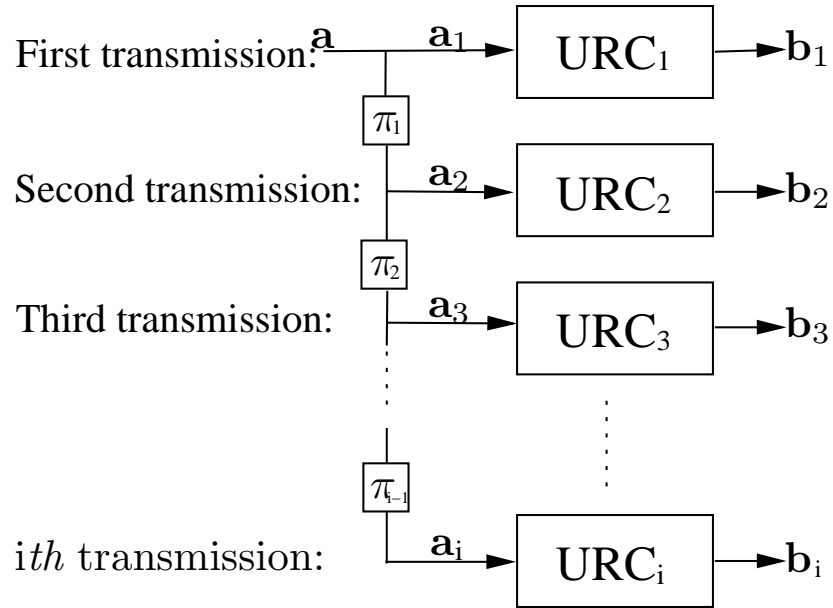 First transmission: a a₁ URC₁ b₁
π₁
Second transmission: a₂ URC₂ b₂
π₂
Third transmission: a₃ URC₃ b₃
πᵢ₋₁
ith transmission: aᵢ URCᵢ bᵢ